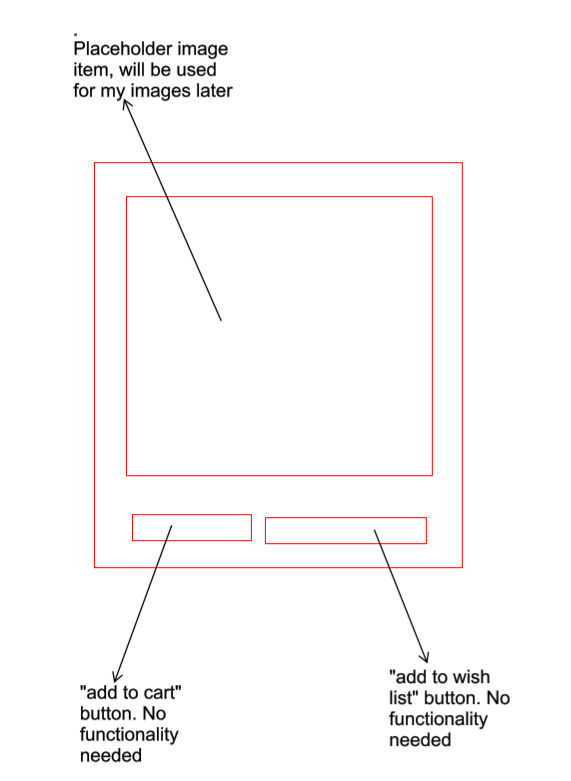 Placeholder image
item, will be used
for my images later
"add to cart"
button. No
functionality
needed
"add to wish
list" button. No
functionality
needed